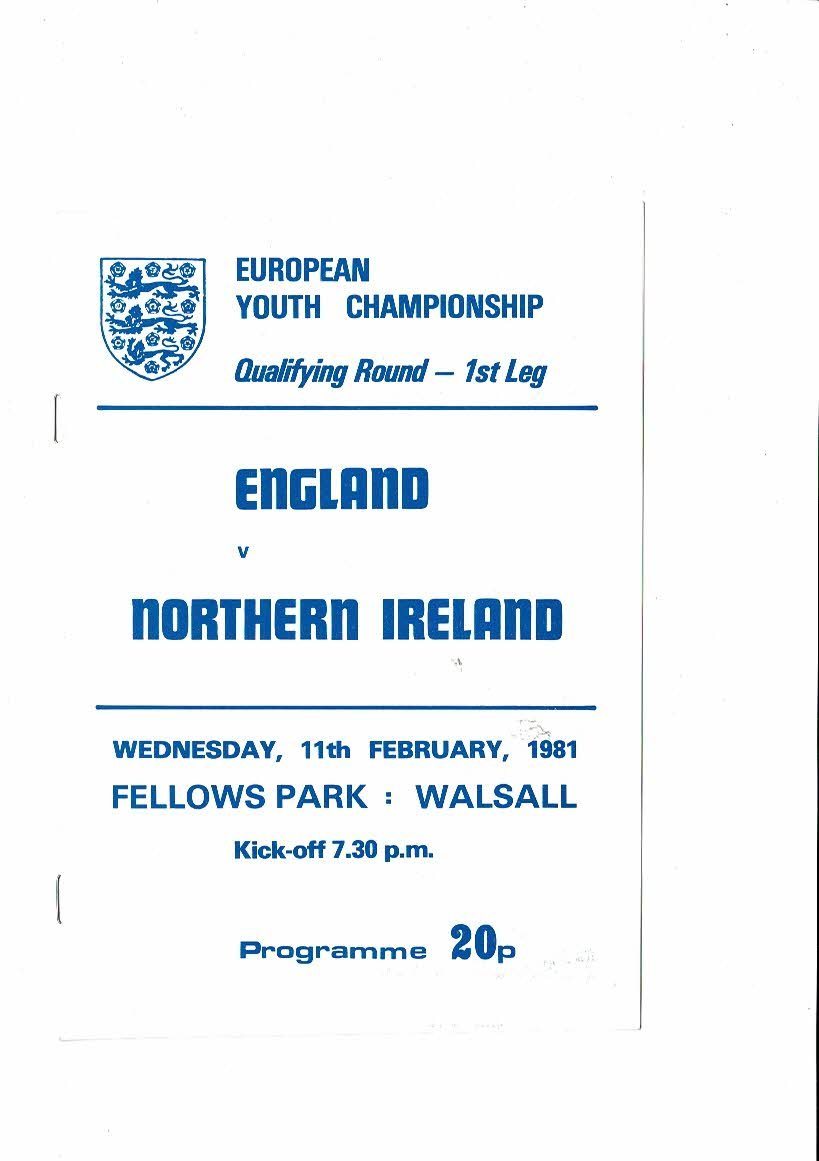 EUROPEAN
YOUTH CHAMPIONSHIP
Qualifying Round – 1st Leg
ENGLAND
v
NORTHERN IRELAND
WEDNESDAY, 11th FEBRUARY, 1981
FELLOWS PARK : WALSALL
Kick-off 7.30 p.m.
Programme 20p